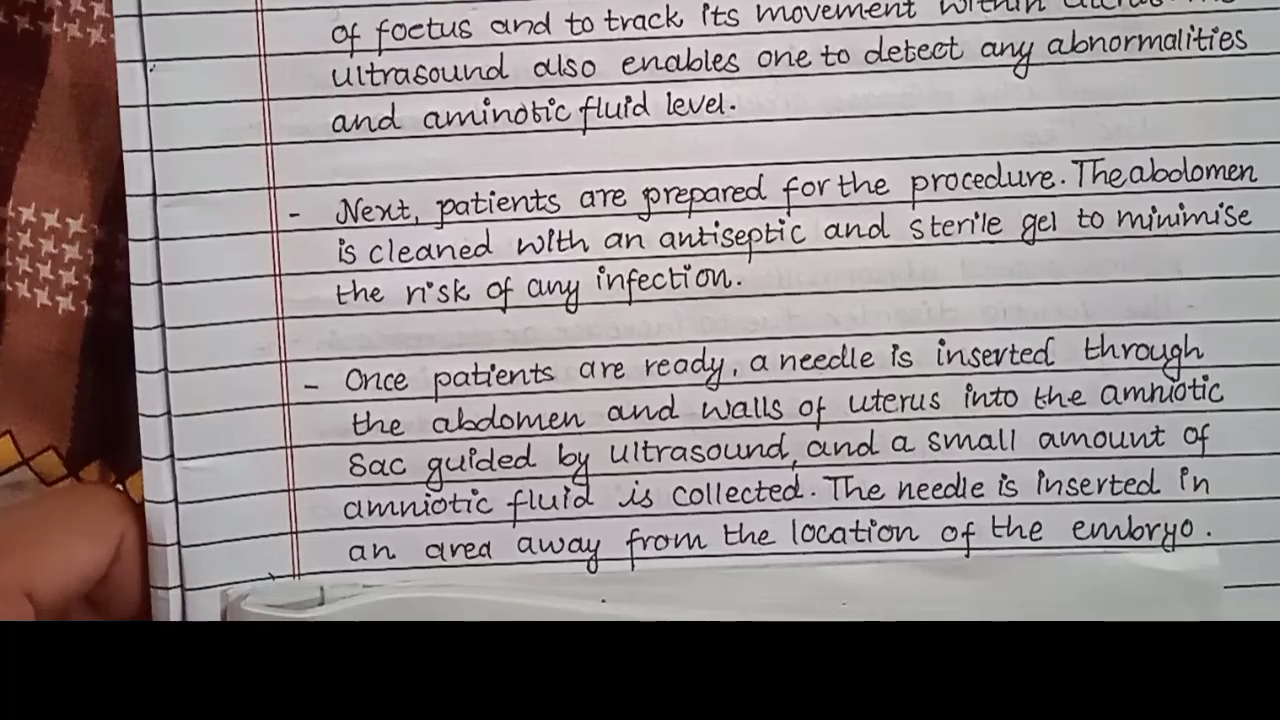 of foetus and to track its movement within uterus.
ultrasound also enables one to detect any abnormalities
and aminotic fluid level.
- Next, patients are prepared for the procedure. The abdomen
is cleaned with an antiseptic and sterile gel to minimise
the risk of any infection.
- Once patients are ready, a needle is inserted through
the abdomen and walls of uterus into the amniotic
sac guided by ultrasound, and a small amount of
amniotic fluid is collected. The needle is inserted in
an area away from the location of the embryo.